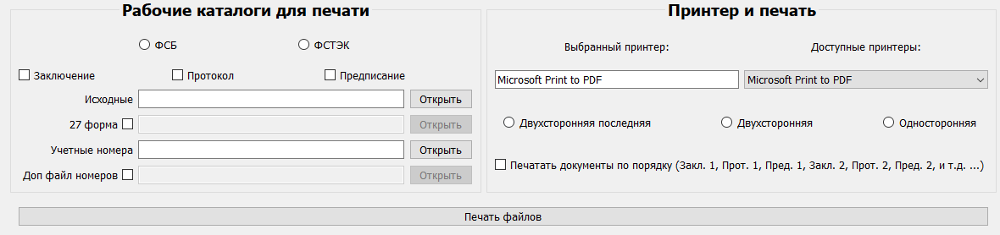 Рабочие каталоги для печати
ФСБ ФСТЭК
Заключение Протокол Предписание
Исходные Открыть
27 форма Открыть
Учетные номера Открыть
Доп файл номеров Открыть
Принтер и печать
Выбранный принтер: Доступные принтеры:
Microsoft Print to PDF Microsoft Print to PDF
Двухсторонняя последняя Двухсторонняя Односторонняя
Печатать документы по порядку (Закл. 1, Прот. 1, Пред. 1, Закл. 2, Прот. 2, Пред. 2, и т.д. ...)
Печать файлов